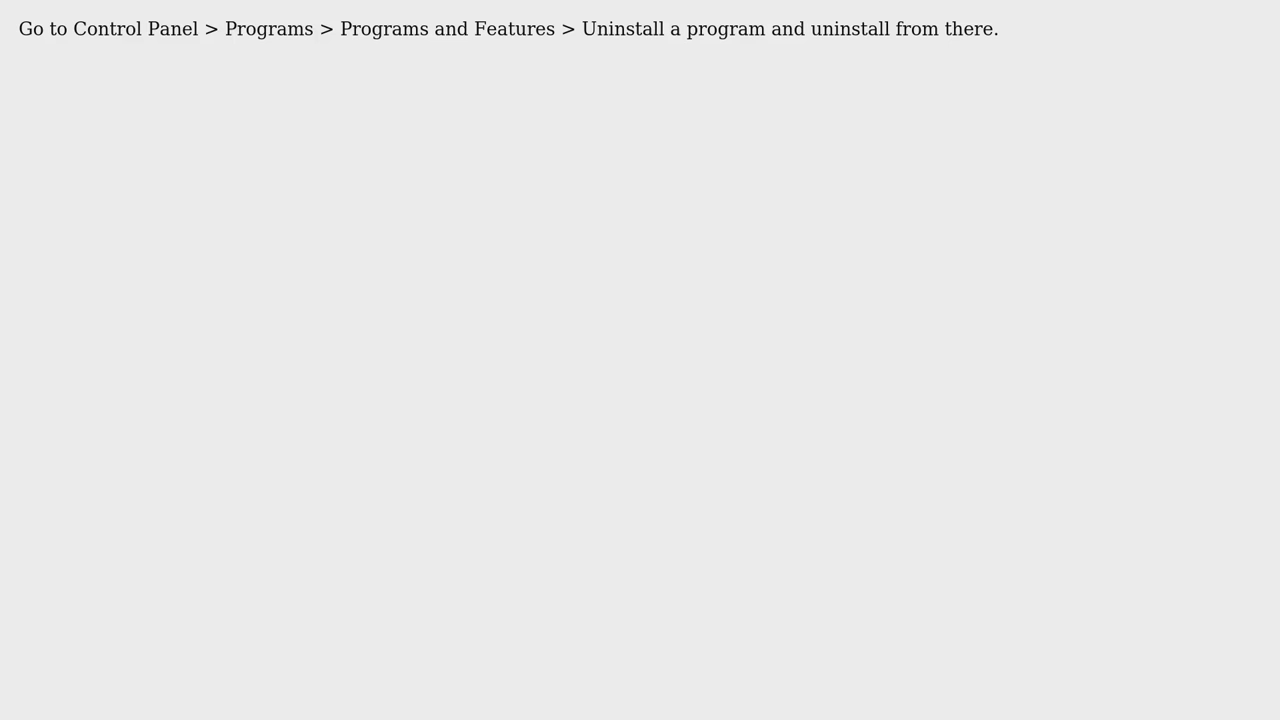 Go to Control Panel > Programs > Programs and Features > Uninstall a program and uninstall from there.